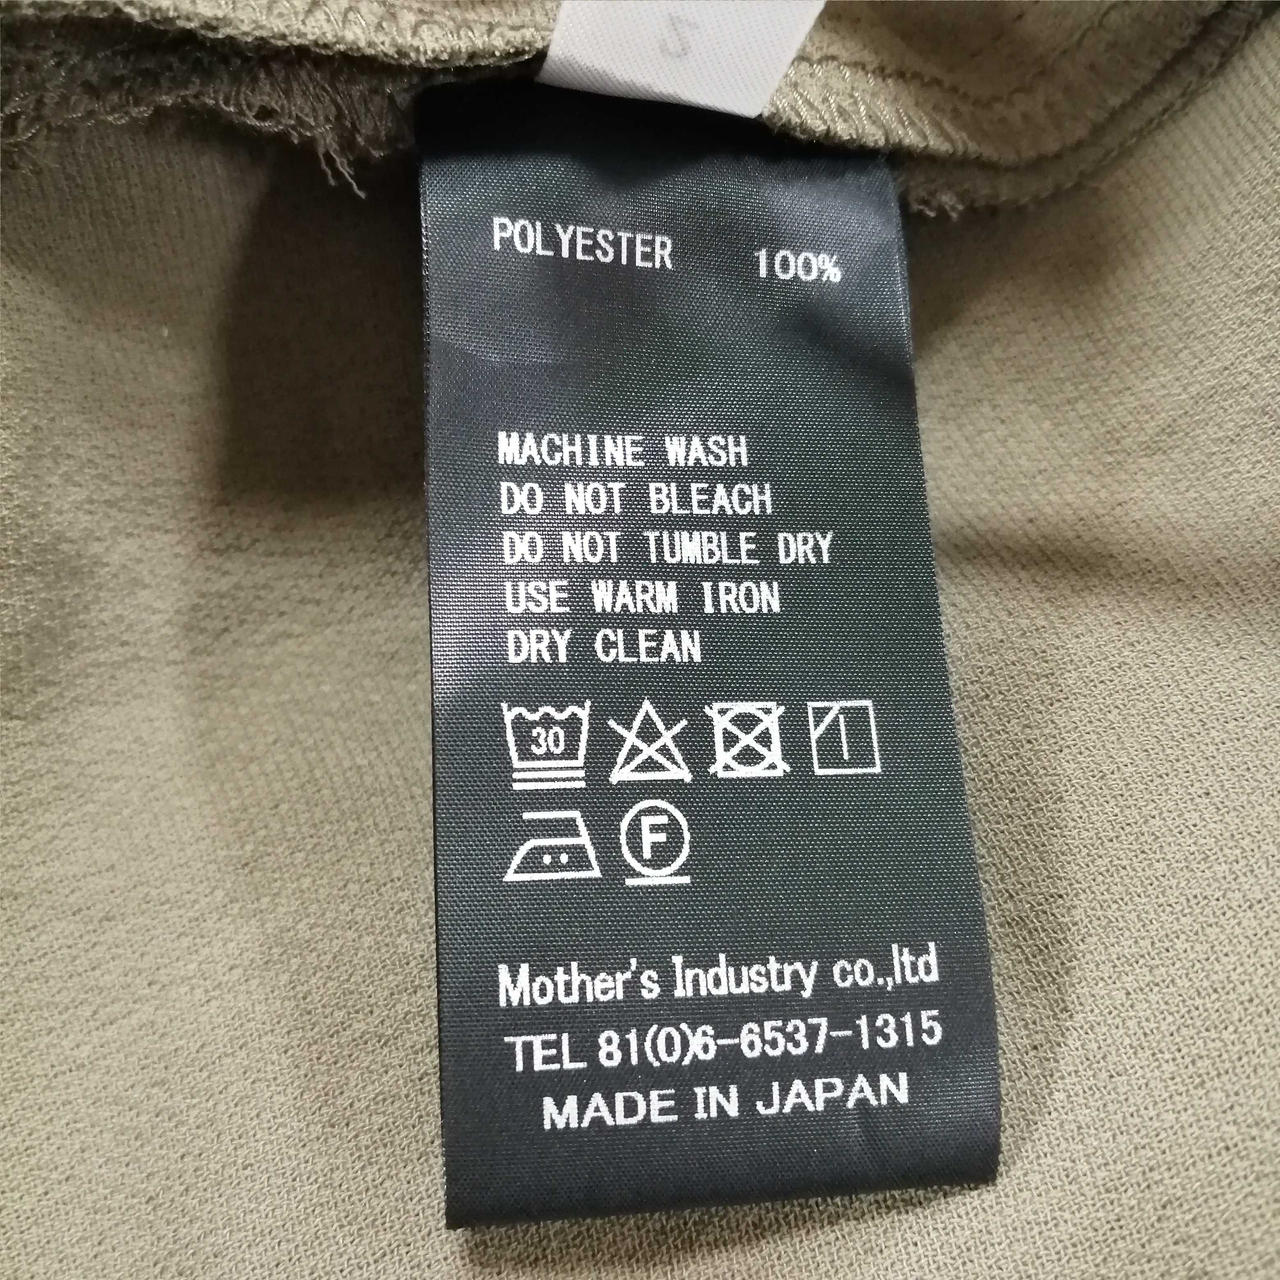 POLYESTER 100%
MACHINE WASH
DO NOT BLEACH
DO NOT TUMBLE DRY
USE WARM IRON
DRY CLEAN
30
F
Mother's Industry co.,ltd
TEL 81(0)6-6537-1315
MADE IN JAPAN